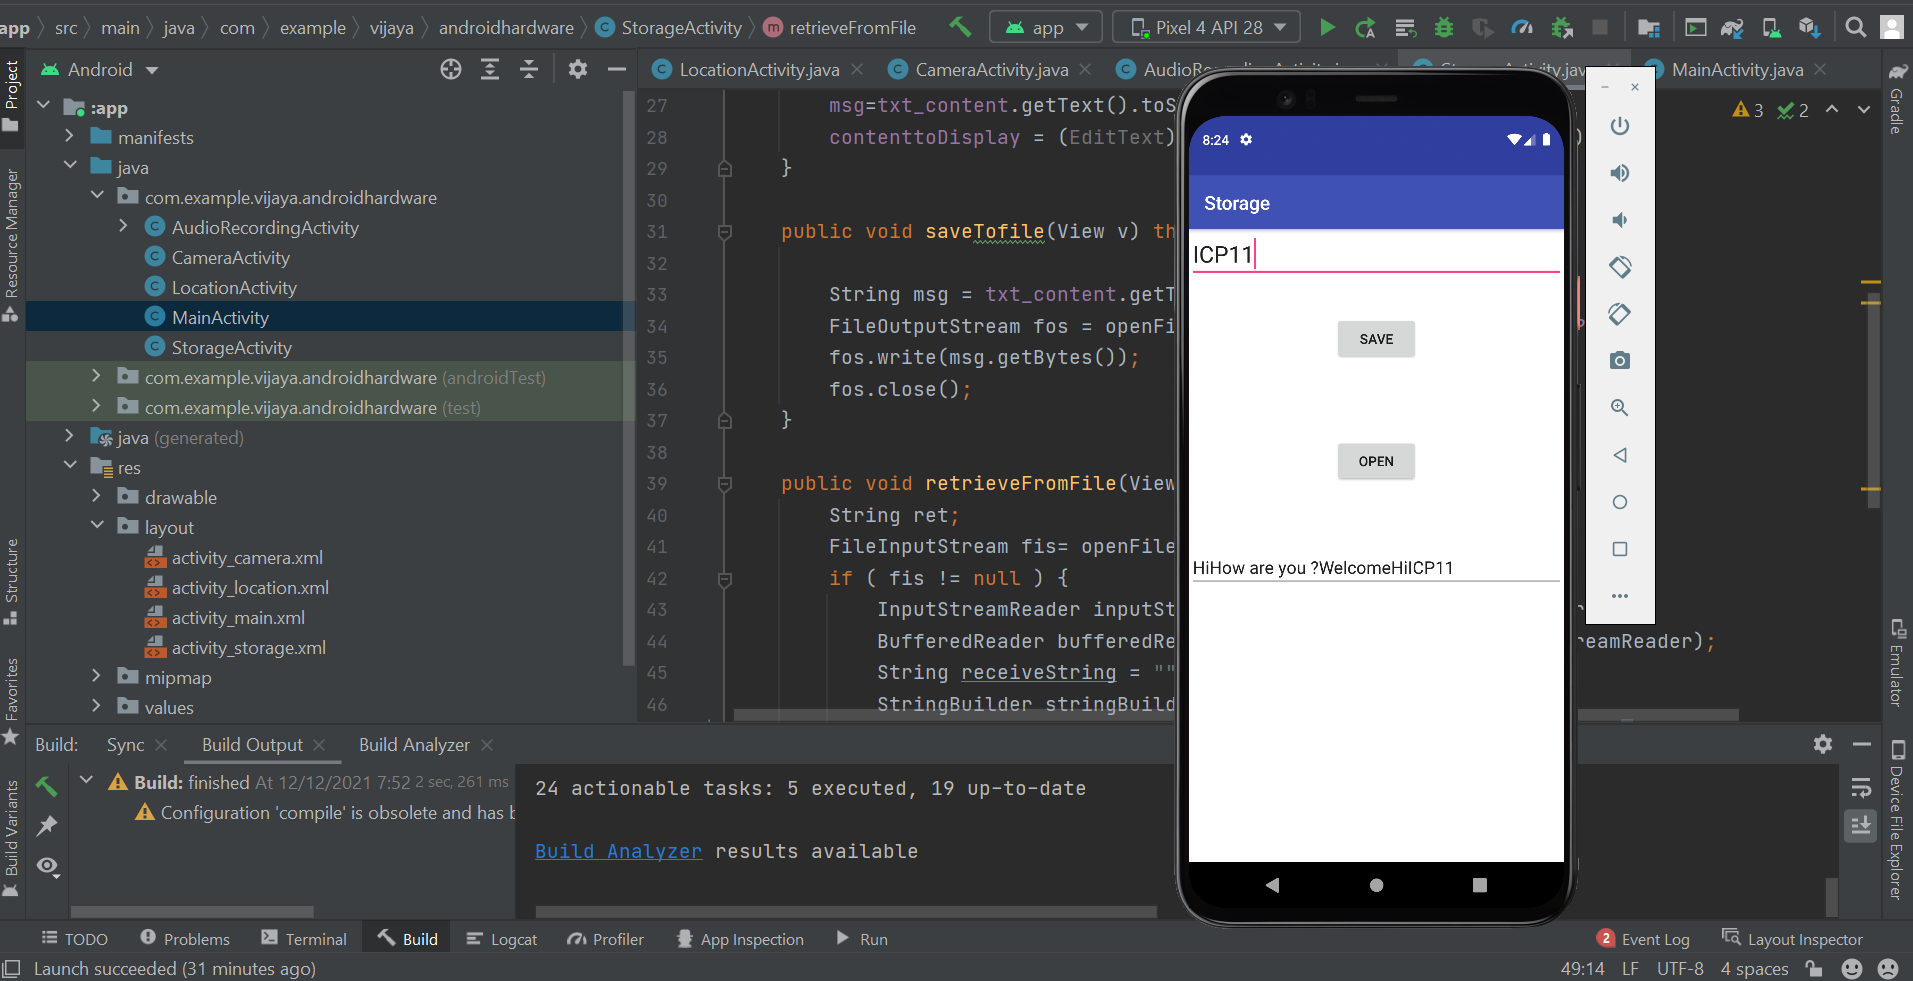 app src main java com example vijaya androidhardware StorageActivity retrieveFromFile app Pixel 4 API 28
Project
Resource Manager
Structure
Favorites
Build Variants
Android
:app
manifests
java
com.example.vijaya.androidhardware
AudioRecordingActivity
CameraActivity
LocationActivity
MainActivity
StorageActivity
com.example.vijaya.androidhardware (androidTest)
com.example.vijaya.androidhardware (test)
java (generated)
res
drawable
layout
activity_camera.xml
activity_location.xml
activity_main.xml
activity_storage.xml
mipmap
values
LocationActivity.java CameraActivity.java MainActivity.java
3 2
27 msg=txt_content.getText().toS
28 contenttoDisplay = (EditText) )
29 }
30
31 public void saveTofile(View v) th
32
33 String msg = txt_content.getT
34 FileOutputStream fos = openFi
35 fos.write(msg.getBytes());
36 fos.close();
37 }
38
39 public void retrieveFromFile(View
40 String ret;
41 FileInputStream fis= openFile
42 if ( fis != null ) {
43 InputStreamReader inputSt
44 BufferedReader bufferedRe eamReader);
45 String receiveString = ""
46 StringBuilder stringBuild
8:24
Storage
ICP11
SAVE
OPEN
HiHow are you ?WelcomeHiICP11
Gradle
Emulator
Device File Explorer
Build: Sync Build Output Build Analyzer
Build: finished At 12/12/2021 7:52 2 sec, 261 ms
Configuration 'compile' is obsolete and has b
24 actionable tasks: 5 executed, 19 up-to-date
Build Analyzer results available
TODO Problems Terminal Build Logcat Profiler App Inspection Run 2 Event Log Layout Inspector
Launch succeeded (31 minutes ago) 49:14 LF UTF-8 4 spaces